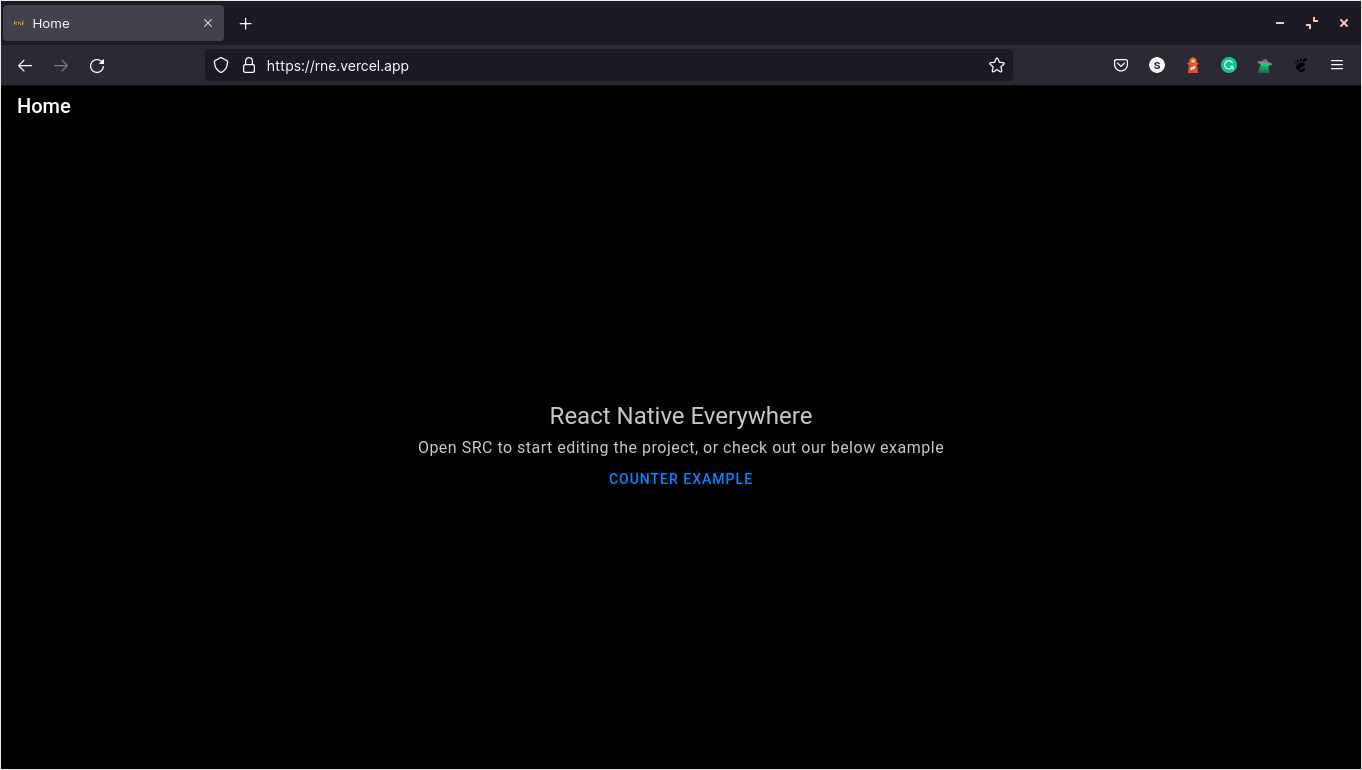 Home
https://rne.vercel.app
Home
React Native Everywhere
Open SRC to start editing the project, or check out our below example
COUNTER EXAMPLE